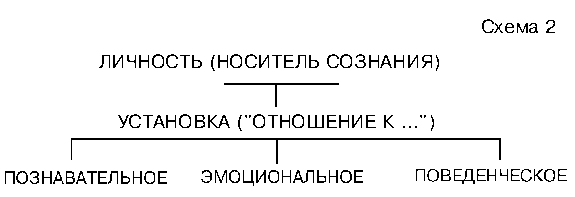 Схема 2
ЛИЧНОСТЬ (НОСИТЕЛЬ СОЗНАНИЯ)
УСТАНОВКА ("ОТНОШЕНИЕ К ...")
ПОЗНАВАТЕЛЬНОЕ ЭМОЦИОНАЛЬНОЕ ПОВЕДЕНЧЕСКОЕ